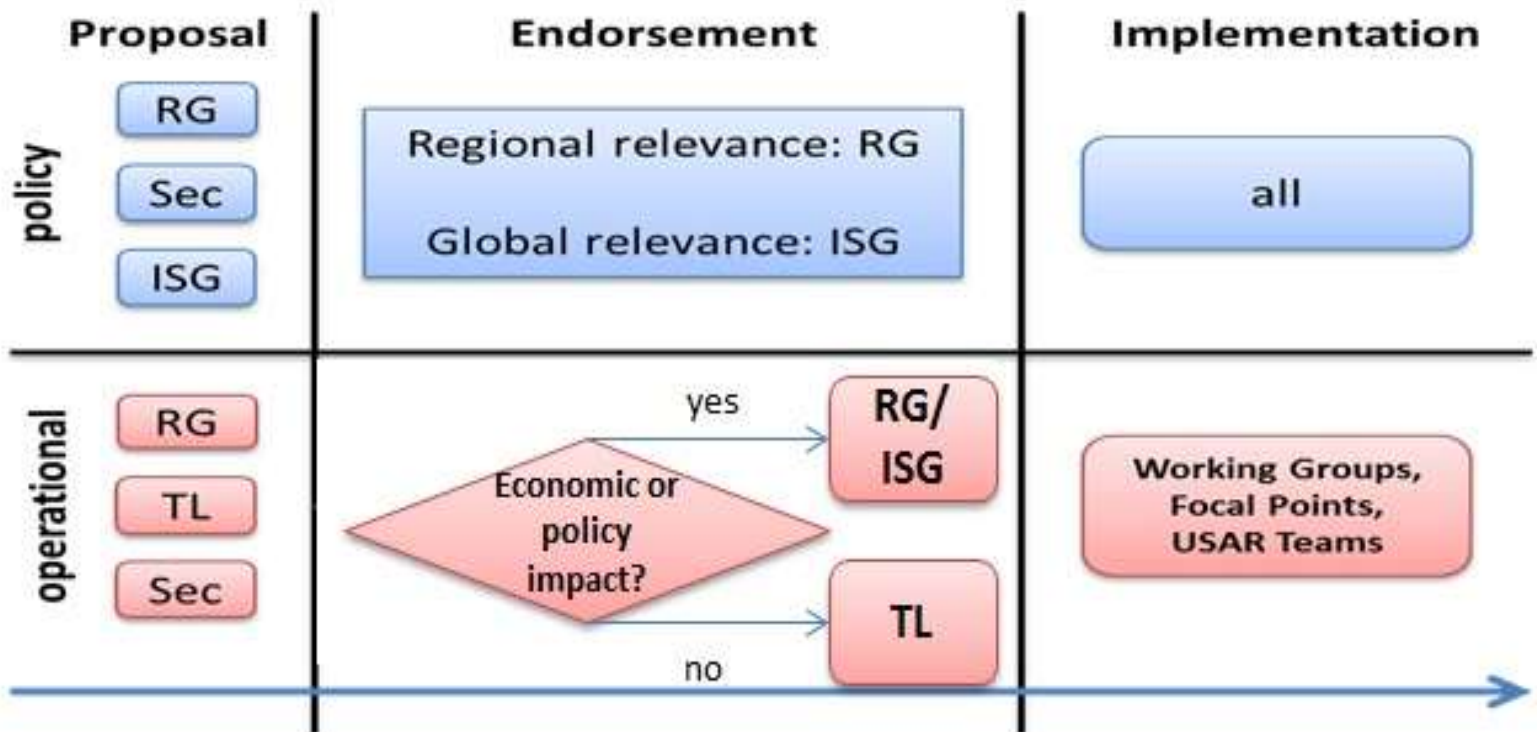 Proposal
Endorsement
Implementation
policy
RG
Sec
ISG
Regional relevance: RG
Global relevance: ISG
all
operational
RG
TL
Sec
Economic or
policy
impact?
yes
no
RG/
ISG
TL
Working Groups,
Focal Points,
USAR Teams